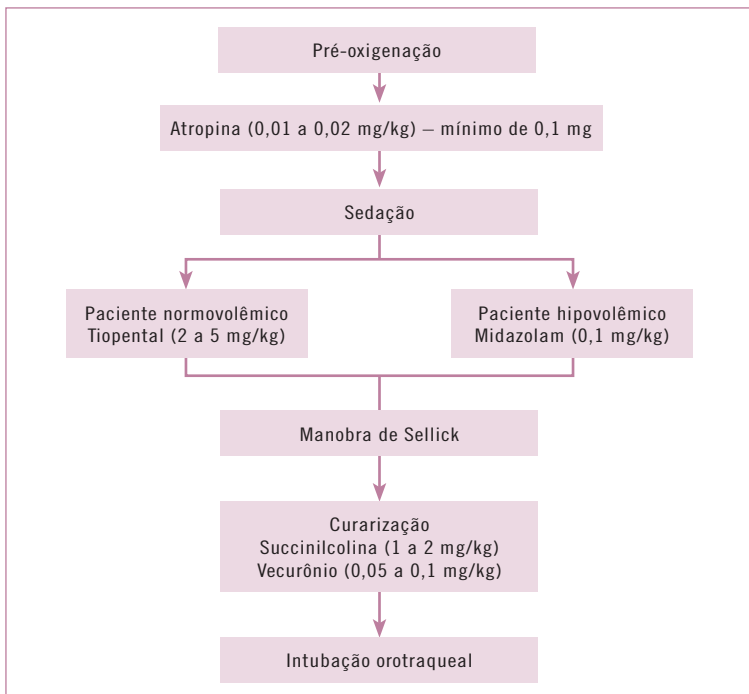 Pré-oxigenação
Atropina (0,01 a 0,02 mg/kg) – mínimo de 0,1 mg
Sedação
Paciente normovolêmico
Tiopental (2 a 5 mg/kg)
Paciente hipovolêmico
Midazolam (0,1 mg/kg)
Manobra de Sellick
Curarização
Succinilcolina (1 a 2 mg/kg)
Vecurônio (0,05 a 0,1 mg/kg)
Intubação orotraqueal